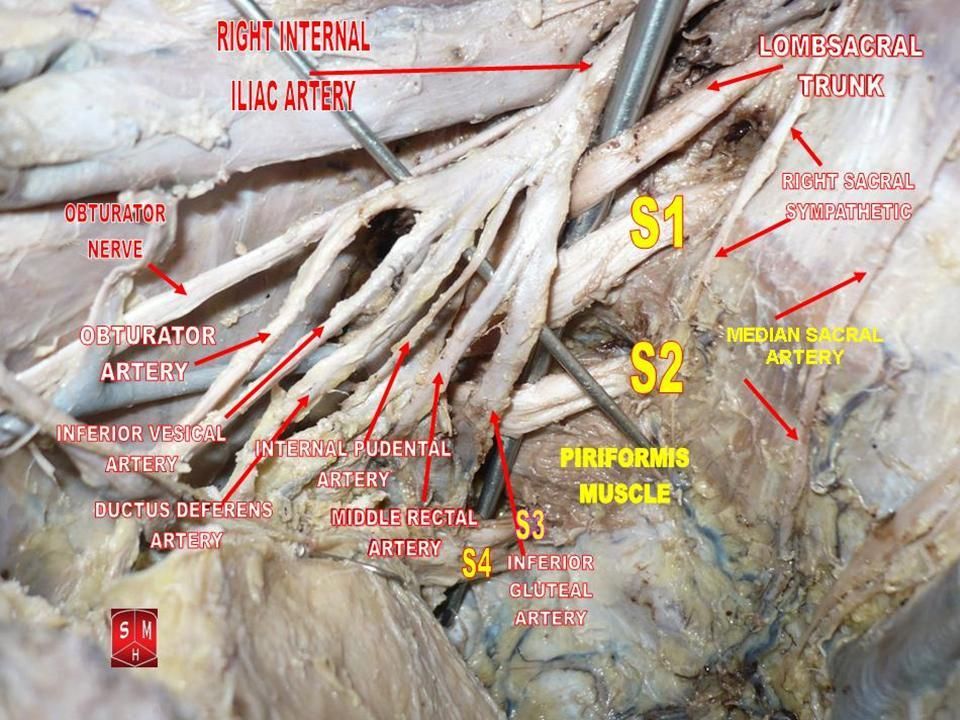 RIGHT INTERNAL
ILIAC ARTERY
LOMBSACRAL
TRUNK
RIGHT SACRAL
SYMPATHETIC
OBTURATOR
NERVE
S1
OBTURATOR
ARTERY
MEDIAN SACRAL
ARTERY
S2
INFERIOR VESICAL
ARTERY
INTERNAL PUDENTAL
ARTERY
PIRIFORMIS
MUSCLE
DUCTUS DEFERENS
ARTERY
MIDDLE RECTAL
ARTERY
S3
S4
INFERIOR
GLUTEAL
ARTERY
S M
H